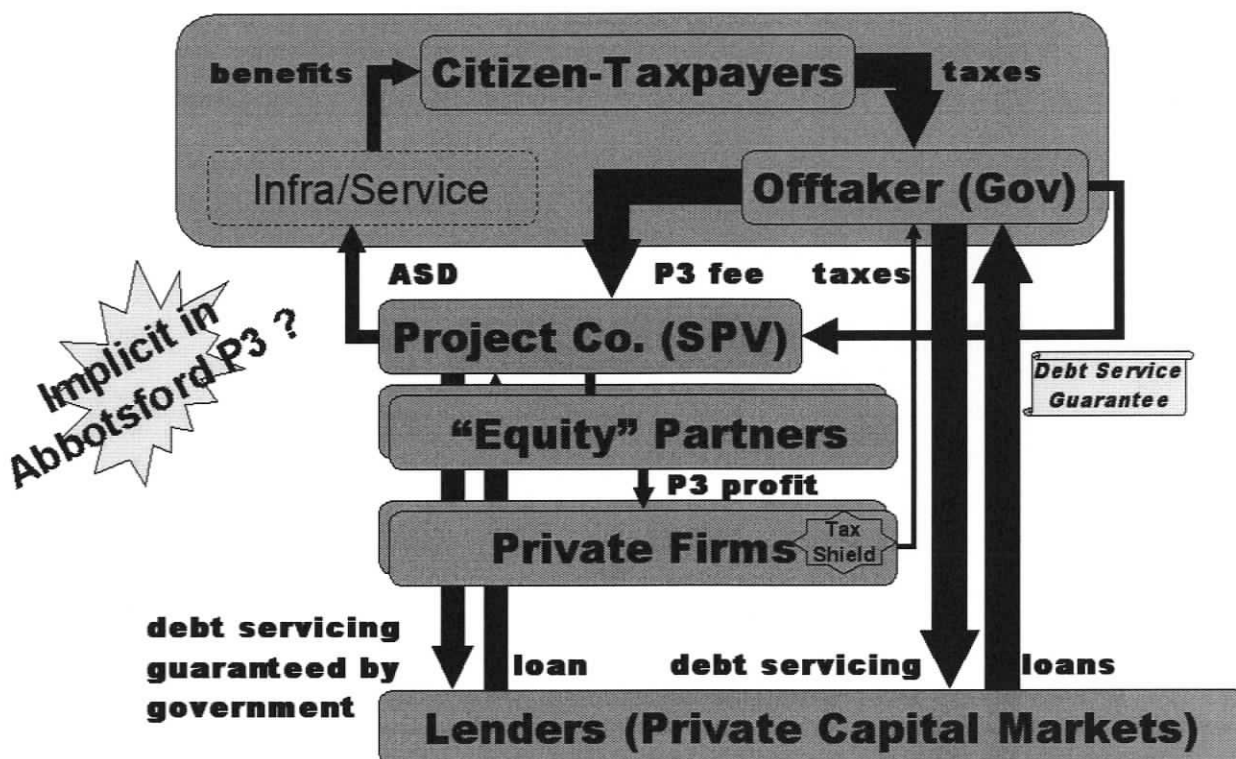 benefits
Citizen-Taxpayers
taxes
Infra/Service
Offtaker (Gov)
ASD
P3 fee
taxes
Implicit in
Abbotsford P3 ?
Project Co. (SPV)
Debt Service
Guarantee
“Equity” Partners
P3 profit
Private Firms
Tax
Shield
debt servicing
guaranteed by
government
loan
debt servicing
loans
Lenders (Private Capital Markets)